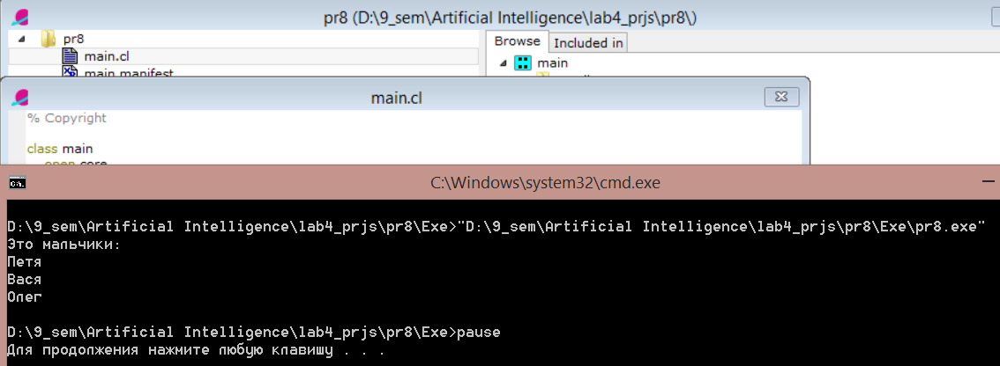 pr8 (D:\9_sem\Artificial Intelligence\lab4_prjs\pr8\)
pr8
main.cl
main.manifest
Browse
Included in
main
main.cl
% Copyright
class main
open core
C:\Windows\system32\cmd.exe
D:\9_sem\Artificial Intelligence\lab4_prjs\pr8\Exe>"D:\9_sem\Artificial Intelligence\lab4_prjs\pr8\Exe\pr8.exe"
Это мальчики:
Петя
Вася
Олег
D:\9_sem\Artificial Intelligence\lab4_prjs\pr8\Exe>pause
Для продолжения нажмите любую клавишу . . .